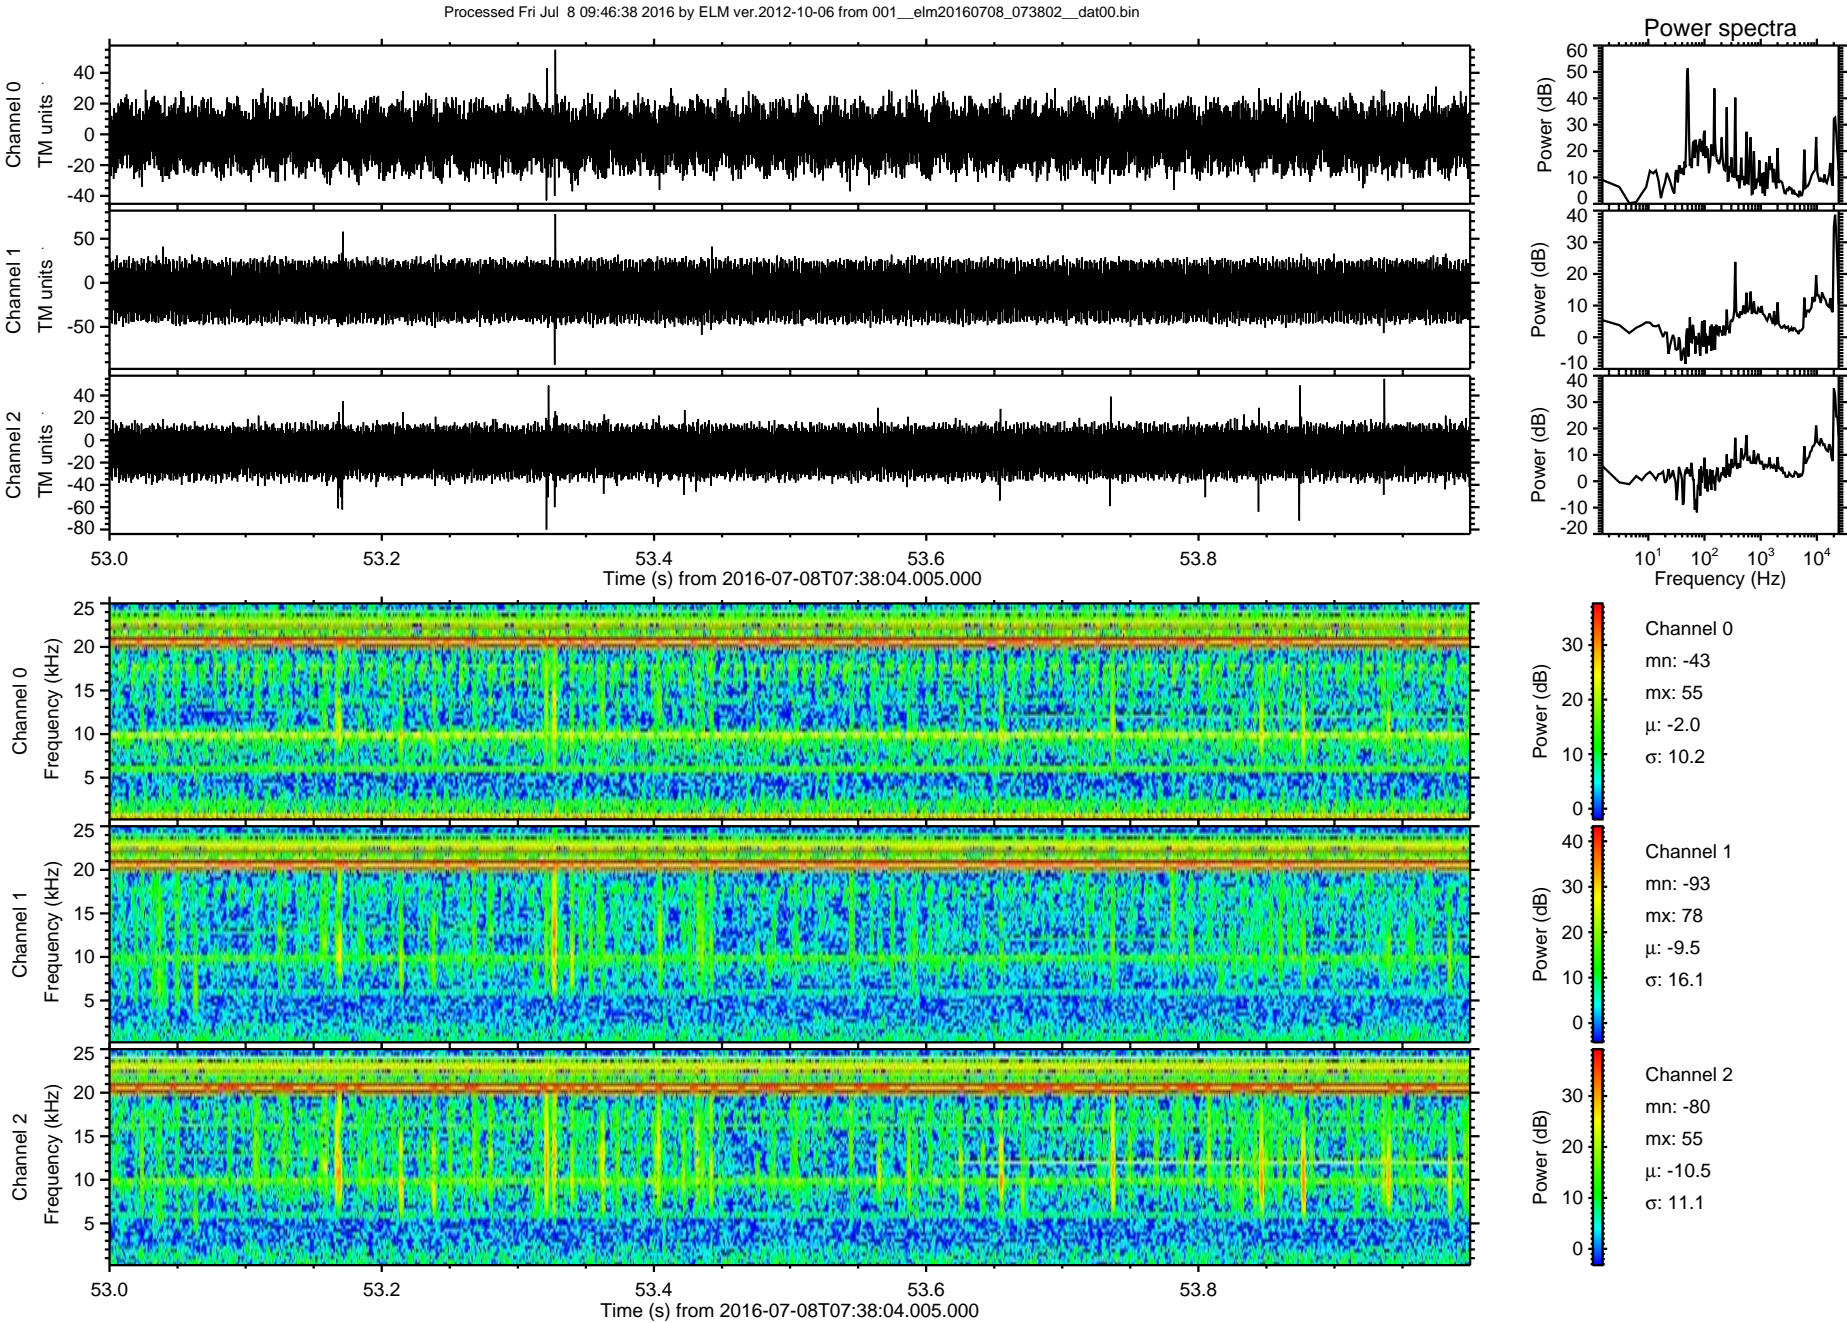 Processed Fri Jul  8 09:46:38 2016 by ELM ver.2012-10-06 from 001__elm20160708_073802__dat00.bin
Power spectra
Channel 0
TM units
40
20
0
-20
-40
Power (dB)
60
50
40
30
20
10
0
Channel 1
TM units
50
0
-50
Power (dB)
40
30
20
10
0
-10
Channel 2
TM units
40
20
0
-20
-40
-60
-80
Power (dB)
40
30
20
10
0
-10
-20
53.0 53.2 53.4 53.6 53.8
Time (s) from 2016-07-08T07:38:04.005.000
10^1 10^2 10^3 10^4
Frequency (Hz)
Channel 0
Frequency (kHz)
25
20
15
10
5
Power (dB)
30
20
10
0
Channel 0
mn: -43
mx: 55
μ: -2.0
σ: 10.2
Channel 1
Frequency (kHz)
25
20
15
10
5
Power (dB)
40
30
20
10
0
Channel 1
mn: -93
mx: 78
μ: -9.5
σ: 16.1
Channel 2
Frequency (kHz)
25
20
15
10
5
Power (dB)
30
20
10
0
Channel 2
mn: -80
mx: 55
μ: -10.5
σ: 11.1
53.0 53.2 53.4 53.6 53.8
Time (s) from 2016-07-08T07:38:04.005.000